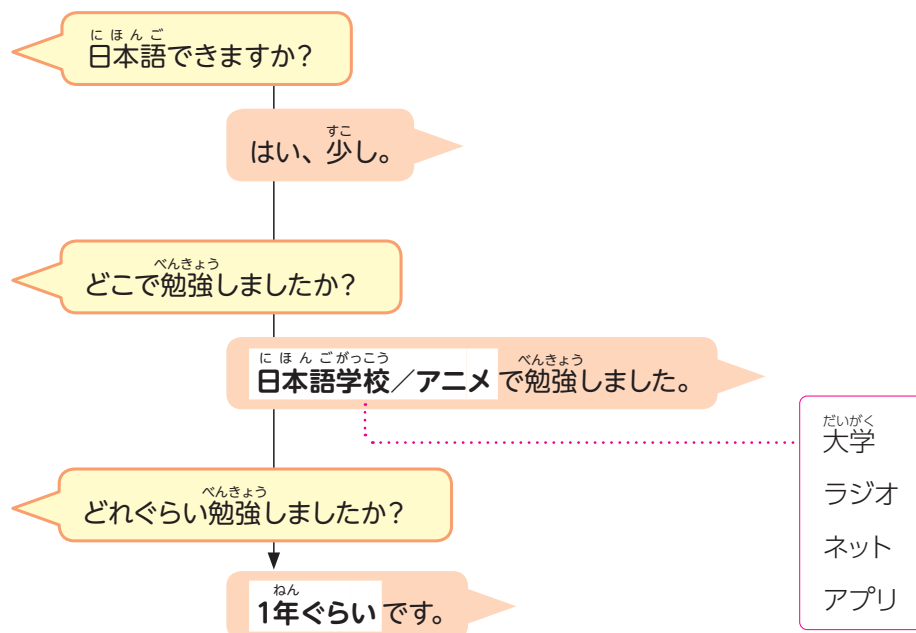 にほんご
日本語できますか?
すこ
はい、少し。
べんきょう
どこで勉強しましたか?
にほんごがっこう べんきょう
日本語学校／アニメで勉強しました。
だいがく
大学
ラジオ
ネット
アプリ
べんきょう
どれぐらい勉強しましたか?
ねん
1年ぐらいです。